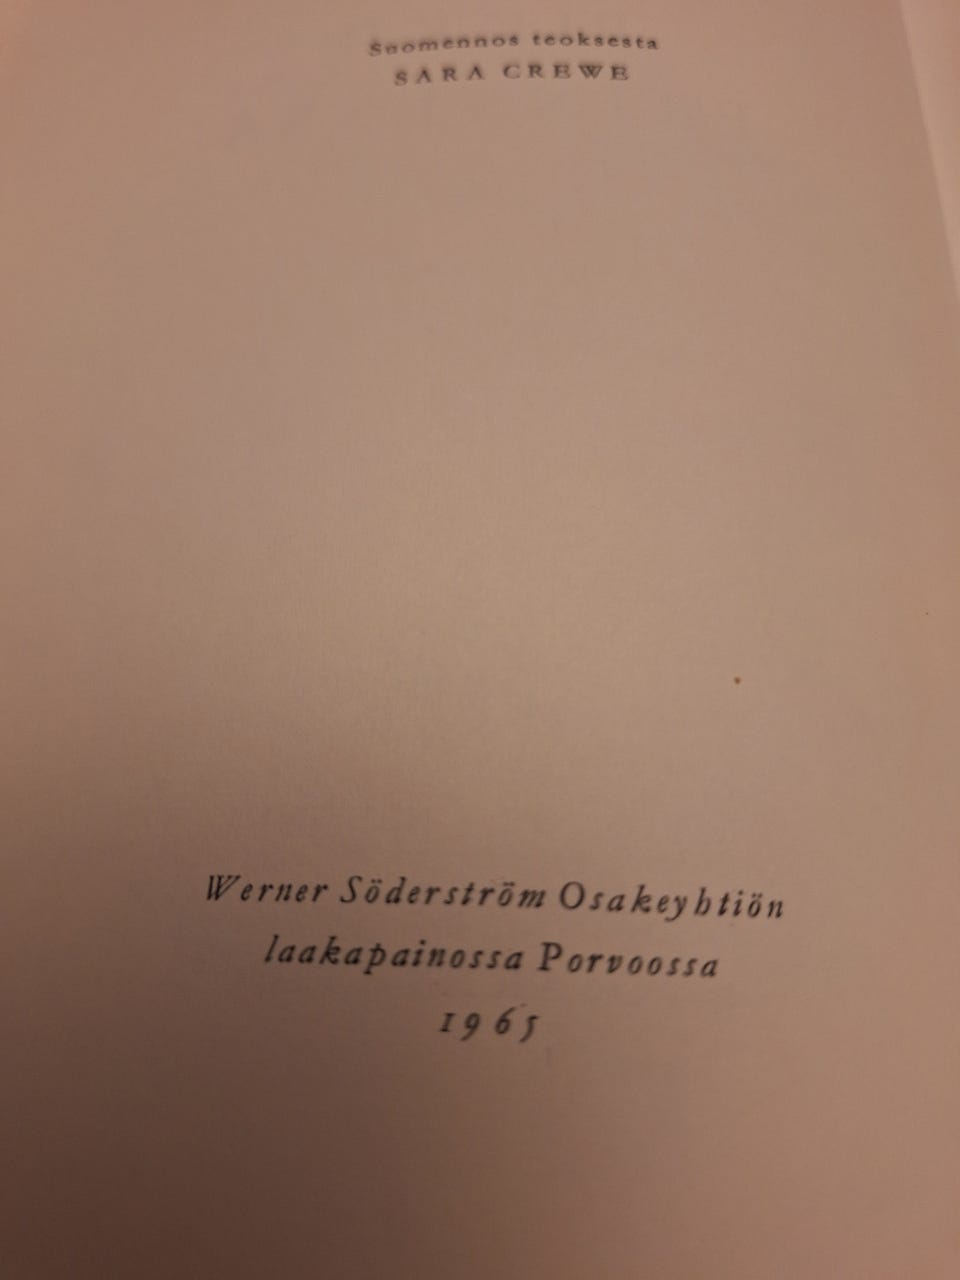 Suomennos teoksesta
SARA CREWE
Werner Söderström Osakeyhtiön
laakapainossa Porvoossa
1965